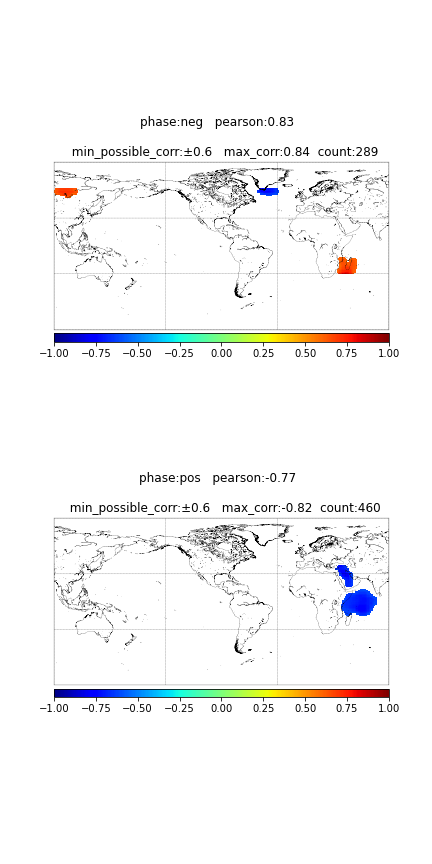 phase:neg   pearson:0.83
min_possible_corr:±0.6   max_corr:0.84  count:289
−1.00 −0.75 −0.50 −0.25 0.00 0.25 0.50 0.75 1.00
phase:pos   pearson:-0.77
min_possible_corr:±0.6   max_corr:-0.82  count:460
−1.00 −0.75 −0.50 −0.25 0.00 0.25 0.50 0.75 1.00